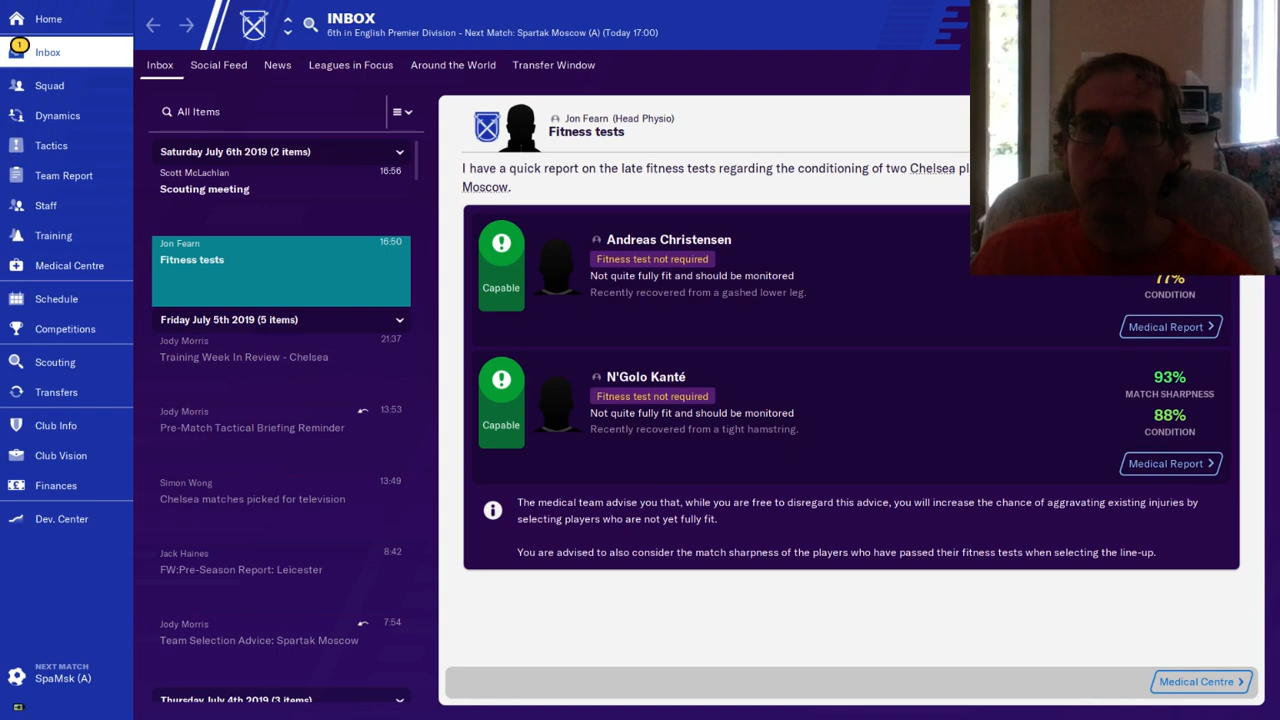 Home
1
Inbox
Squad
Dynamics
Tactics
Team Report
Staff
Training
Medical Centre
Schedule
Competitions
Scouting
Transfers
Club Info
Club Vision
Finances
Dev. Center
NEXT MATCH
SpaMsk (A)
INBOX
6th in English Premier Division - Next Match: Spartak Moscow (A) (Today 17:00)
Inbox Social Feed News Leagues in Focus Around the World Transfer Window
All Items
Saturday July 6th 2019 (2 items)
Scott McLachlan 16:56
Scouting meeting
Jon Fearn 16:50
Fitness tests
Friday July 5th 2019 (5 items)
Jody Morris 21:37
Training Week In Review - Chelsea
Jody Morris 13:53
Pre-Match Tactical Briefing Reminder
Simon Wong 13:49
Chelsea matches picked for television
Jack Haines 8:42
FW:Pre-Season Report: Leicester
Jody Morris 7:54
Team Selection Advice: Spartak Moscow
Thursday July 4th 2019 (3 items)
Jon Fearn (Head Physio)
Fitness tests
I have a quick report on the late fitness tests regarding the conditioning of two Chelsea
Moscow.
Capable
Andreas Christensen
Fitness test not required
Not quite fully fit and should be monitored
Recently recovered from a gashed lower leg.
77%
CONDITION
Medical Report
Capable
N'Golo Kanté
Fitness test not required
Not quite fully fit and should be monitored
Recently recovered from a tight hamstring.
93%
MATCH SHARPNESS
88%
CONDITION
Medical Report
The medical team advise you that, while you are free to disregard this advice, you will increase the chance of aggravating existing injuries by
selecting players who are not yet fully fit.
You are advised to also consider the match sharpness of the players who have passed their fitness tests when selecting the line-up.
Medical Centre